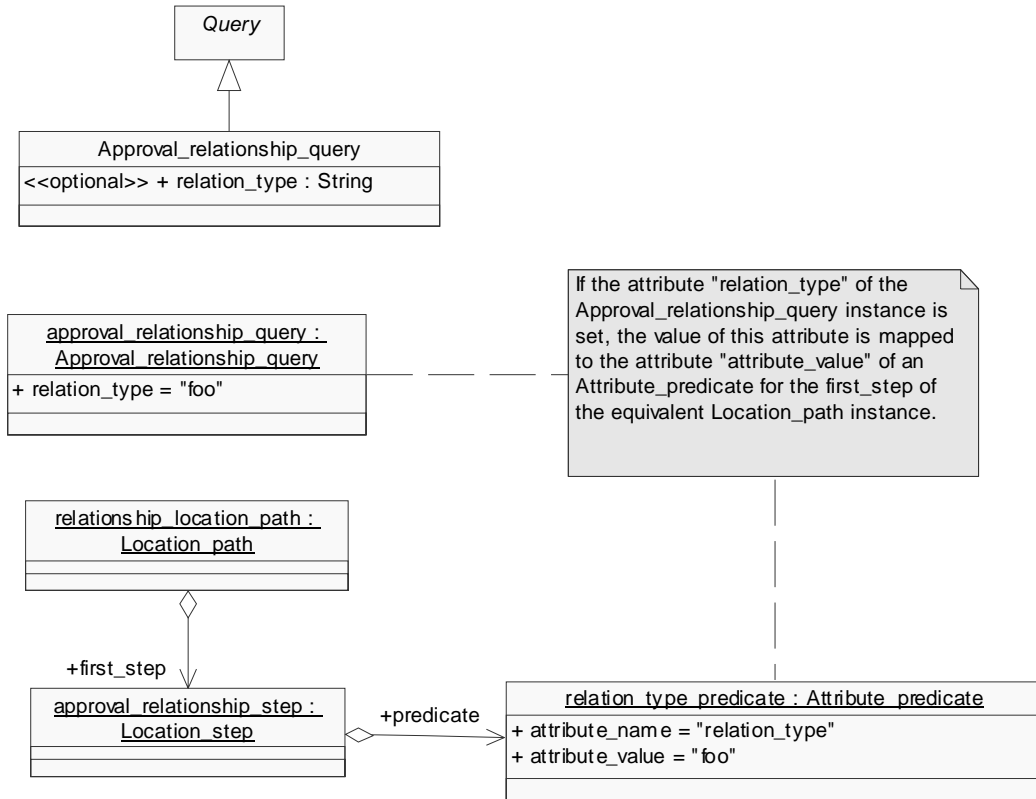 Query
Approval_relationship_query
<<optional>> + relation_type : String
approval_relationship_query :
Approval_relationship_query
+ relation_type = "foo"
If the attribute "relation_type" of the
Approval_relationship_query instance is
set, the value of this attribute is mapped
to the attribute "attribute_value" of an
Attribute_predicate for the first_step of
the equivalent Location_path instance.
relationship_location_path :
Location_path
+first_step
approval_relationship_step :
Location_step
+predicate
relation_type_predicate : Attribute_predicate
+ attribute_name = "relation_type"
+ attribute_value = "foo"